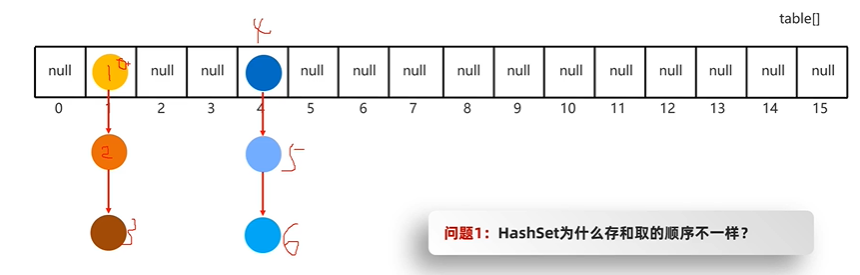 table[]
4
null 1 null null null null null null null null null null null null null
0 1 2 3 4 5 6 7 8 9 10 11 12 13 14 15
2 5
3 6
问题1：HashSet为什么存和取的顺序不一样？